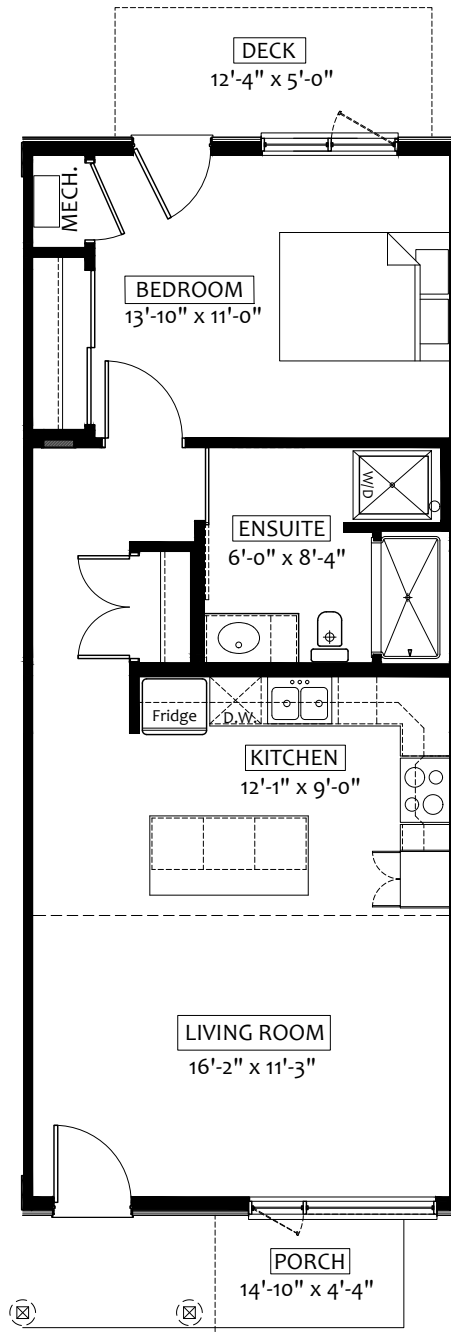 DECK
12'-4" x 5'-0"
MECH.
BEDROOM
13'-10" x 11'-0"
W/D
ENSUITE
6'-0" x 8'-4"
Fridge
D.W
KITCHEN
12'-1" x 9'-0"
LIVING ROOM
16'-2" x 11'-3"
PORCH
14'-10" x 4'-4"